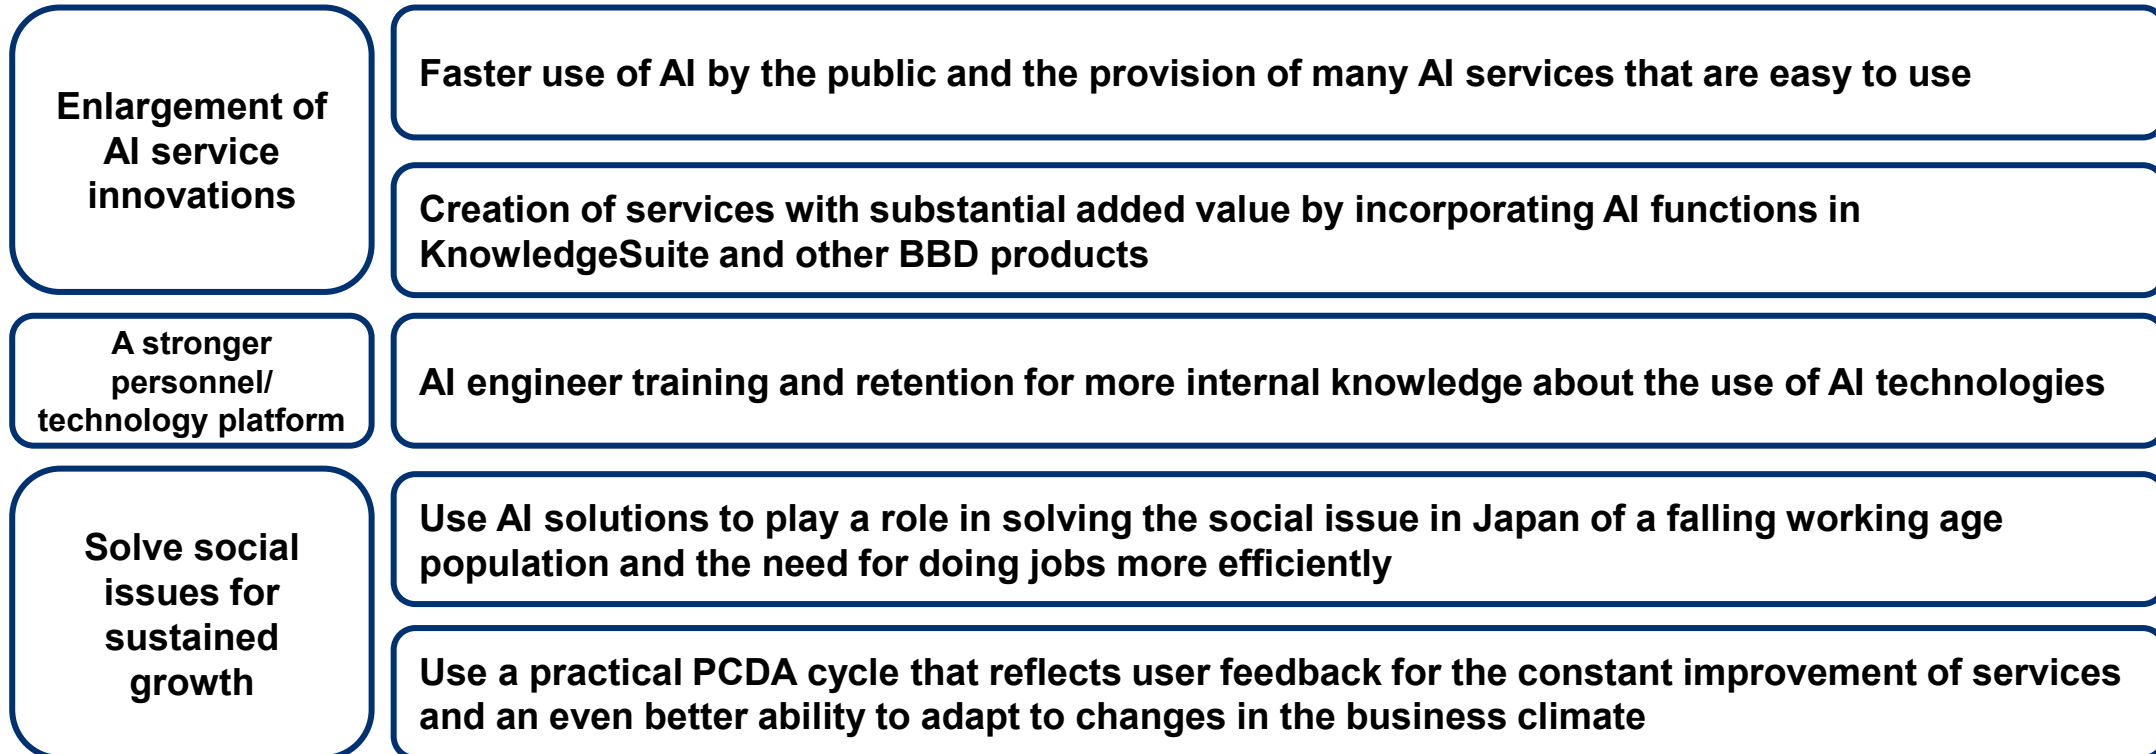 Enlargement of
AI service
innovations
Faster use of AI by the public and the provision of many AI services that are easy to use
Creation of services with substantial added value by incorporating AI functions in
KnowledgeSuite and other BBD products
A stronger
personnel/
technology platform
AI engineer training and retention for more internal knowledge about the use of AI technologies
Solve social
issues for
sustained
growth
Use AI solutions to play a role in solving the social issue in Japan of a falling working age
population and the need for doing jobs more efficiently
Use a practical PCDA cycle that reflects user feedback for the constant improvement of services
and an even better ability to adapt to changes in the business climate